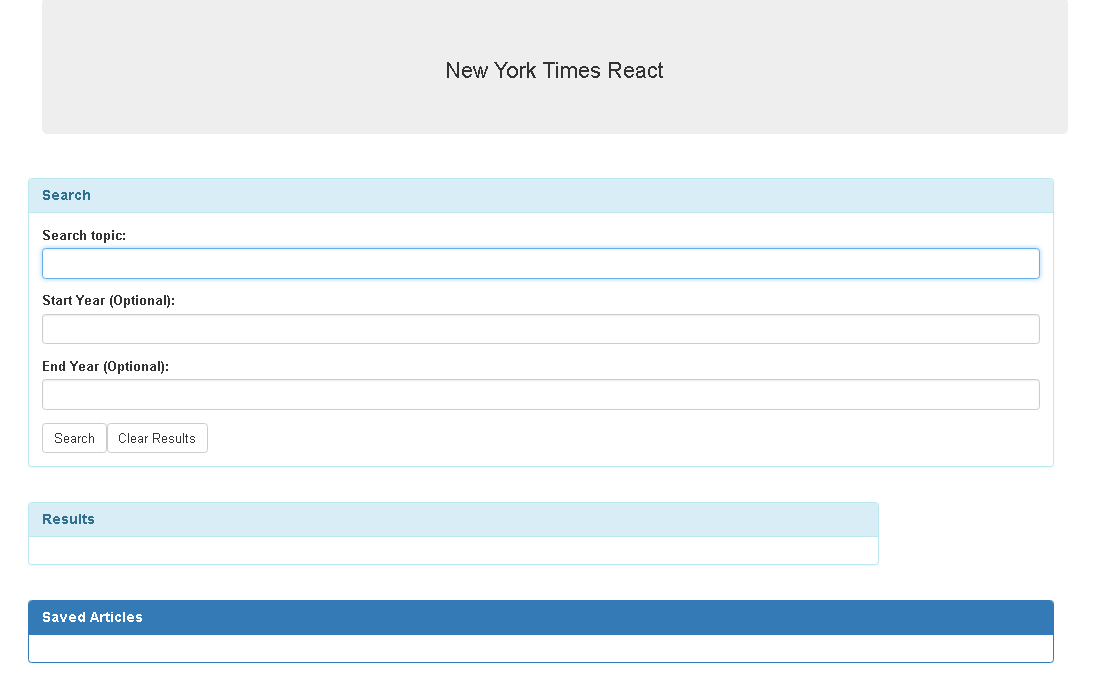 New York Times React
Search
Search topic:
Start Year (Optional):
End Year (Optional):
Search Clear Results
Results
Saved Articles